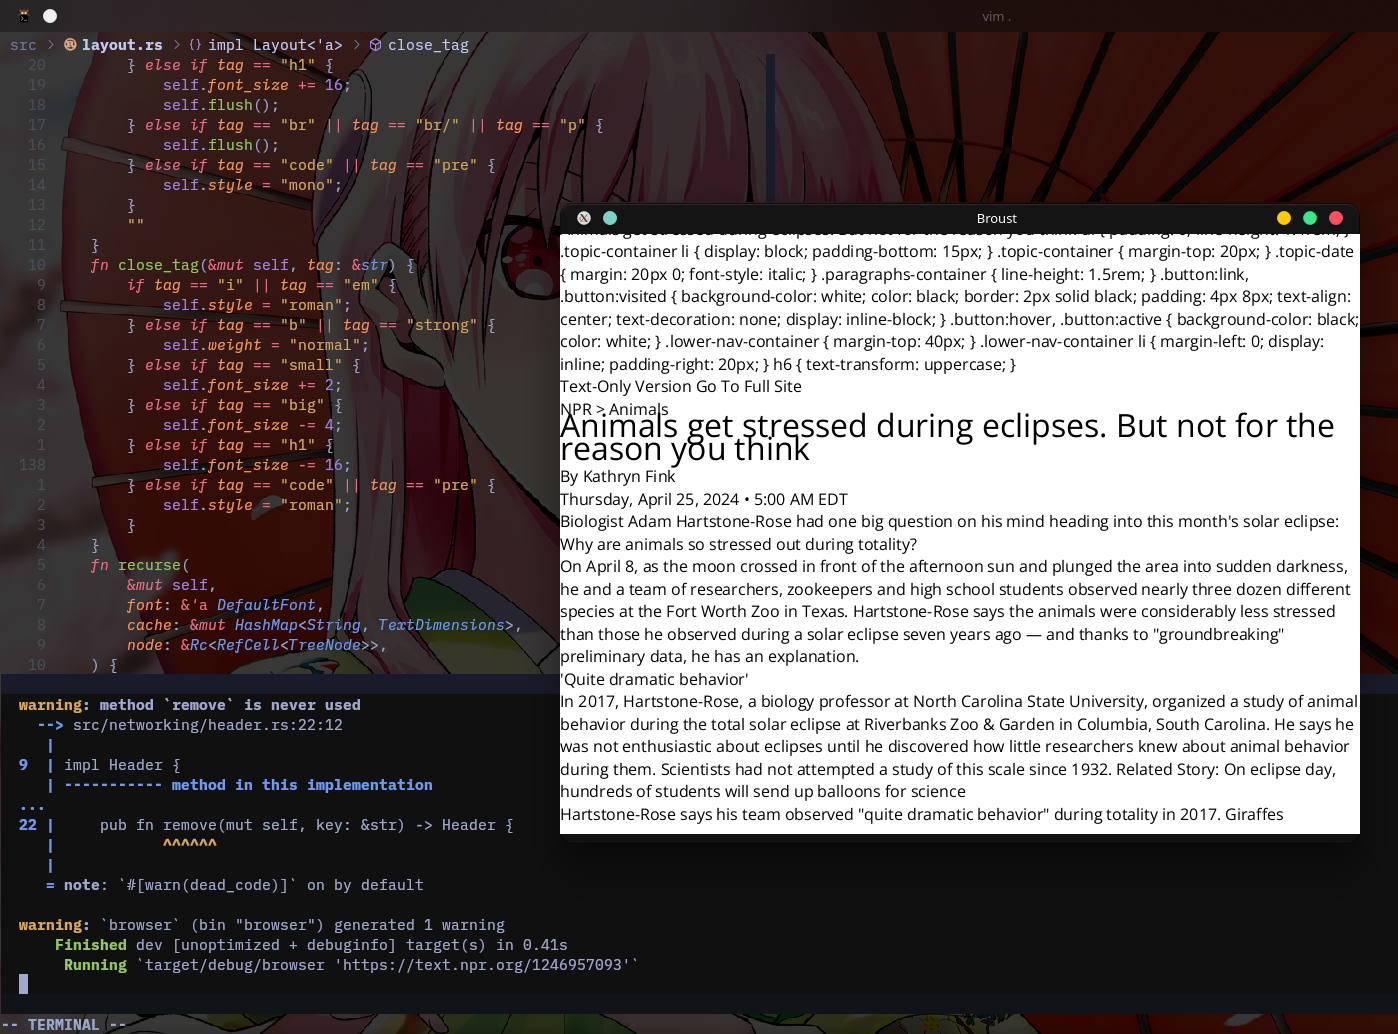 vim .
src > layout.rs > {} impl Layout<'a> > close_tag
20 } else if tag == "h1" {
19 self.font_size += 16;
18 self.flush();
17 } else if tag == "br" || tag == "br/" || tag == "p" {
16 self.flush();
15 } else if tag == "code" || tag == "pre" {
14 self.style = "mono";
13 }
12 ""
11 }
10 fn close_tag(&mut self, tag: &str) {
9 if tag == "i" || tag == "em" {
8 self.style = "roman";
7 } else if tag == "b" || tag == "strong" {
6 self.weight = "normal";
5 } else if tag == "small" {
4 self.font_size += 2;
3 } else if tag == "big" {
2 self.font_size -= 4;
1 } else if tag == "h1" {
138 self.font_size -= 16;
1 } else if tag == "code" || tag == "pre" {
2 self.style = "roman";
3 }
4 }
5 fn recurse(
6 &mut self,
7 font: &'a DefaultFont,
8 cache: &mut HashMap<String, TextDimensions>,
9 node: &Rc<RefCell<TreeNode>>,
10 ) {
warning: method `remove` is never used
--> src/networking/header.rs:22:12
|
9 | impl Header {
| ----------- method in this implementation
...
22 | pub fn remove(mut self, key: &str) -> Header {
| ^^^^^^
|
= note: `#[warn(dead_code)]` on by default
warning: `browser` (bin "browser") generated 1 warning
Finished dev [unoptimized + debuginfo] target(s) in 0.41s
Running `target/debug/browser 'https://text.npr.org/1246957093'`
-- TERMINAL --
Broust
.topic-container li { display: block; padding-bottom: 15px; } .topic-container { margin-top: 20px; } .topic-date
{ margin: 20px 0; font-style: italic; } .paragraphs-container { line-height: 1.5rem; } .button:link,
.button:visited { background-color: white; color: black; border: 2px solid black; padding: 4px 8px; text-align:
center; text-decoration: none; display: inline-block; } .button:hover, .button:active { background-color: black;
color: white; } .lower-nav-container { margin-top: 40px; } .lower-nav-container li { margin-left: 0; display:
inline; padding-right: 20px; } h6 { text-transform: uppercase; }
Text-Only Version Go To Full Site
NPR > Animals
Animals get stressed during eclipses. But not for the
reason you think
By Kathryn Fink
Thursday, April 25, 2024 • 5:00 AM EDT
Biologist Adam Hartstone-Rose had one big question on his mind heading into this month's solar eclipse:
Why are animals so stressed out during totality?
On April 8, as the moon crossed in front of the afternoon sun and plunged the area into sudden darkness,
he and a team of researchers, zookeepers and high school students observed nearly three dozen different
species at the Fort Worth Zoo in Texas. Hartstone-Rose says the animals were considerably less stressed
than those he observed during a solar eclipse seven years ago — and thanks to "groundbreaking"
preliminary data, he has an explanation.
'Quite dramatic behavior'
In 2017, Hartstone-Rose, a biology professor at North Carolina State University, organized a study of animal
behavior during the total solar eclipse at Riverbanks Zoo & Garden in Columbia, South Carolina. He says he
was not enthusiastic about eclipses until he discovered how little researchers knew about animal behavior
during them. Scientists had not attempted a study of this scale since 1932. Related Story: On eclipse day,
hundreds of students will send up balloons for science
Hartstone-Rose says his team observed "quite dramatic behavior" during totality in 2017. Giraffes